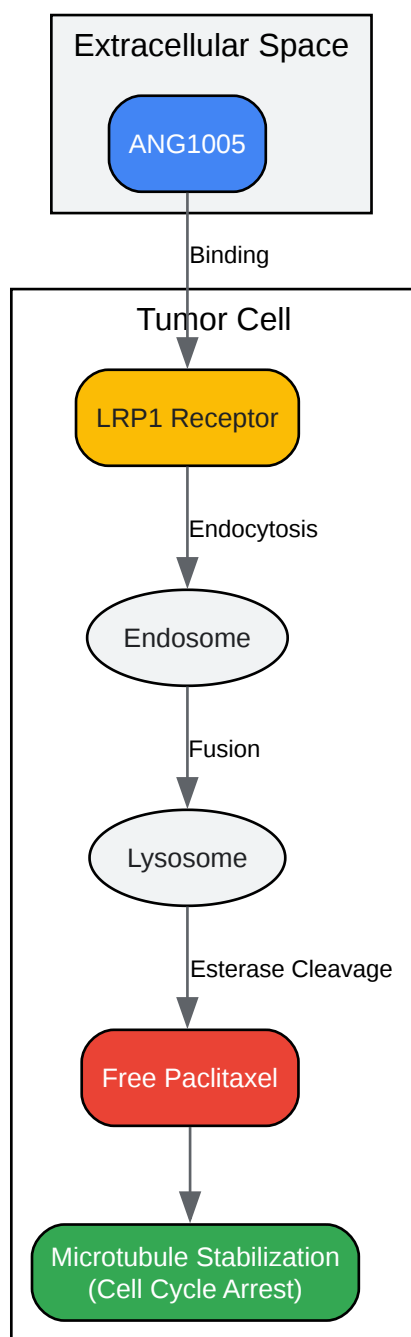 Extracellular Space
ANG1005
Binding
Tumor Cell
LRP1 Receptor
Endocytosis
Endosome
Fusion
Lysosome
Esterase Cleavage
Free Paclitaxel
Microtubule Stabilization
(Cell Cycle Arrest)